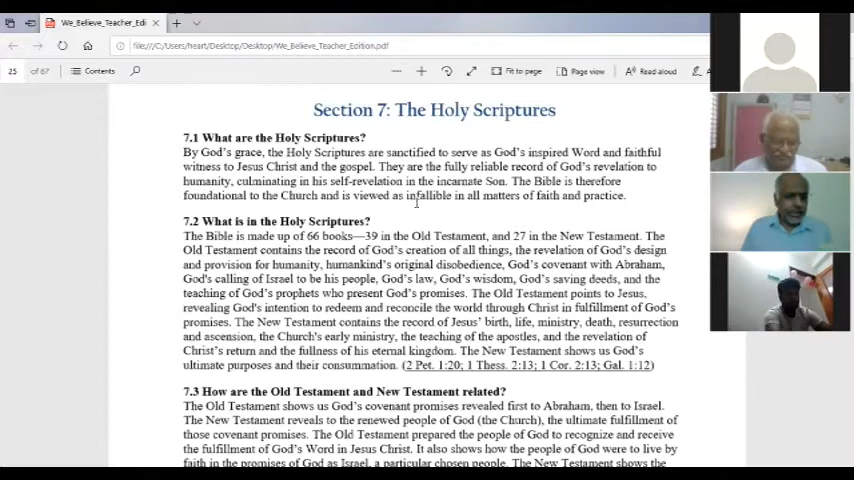 We_Believe_Teacher_Edi
file:///C:/Users/heart/Desktop/Desktop/We_Believe_Teacher_Edition.pdf
25 of 67 Contents Fit to page Page view Read aloud
Section 7: The Holy Scriptures
7.1 What are the Holy Scriptures?
By God's grace, the Holy Scriptures are sanctified to serve as God's inspired Word and faithful
witness to Jesus Christ and the gospel. They are the fully reliable record of God's revelation to
humanity, culminating in his self-revelation in the incarnate Son. The Bible is therefore
foundational to the Church and is viewed as infallible in all matters of faith and practice.
7.2 What is in the Holy Scriptures?
The Bible is made up of 66 books—39 in the Old Testament, and 27 in the New Testament. The
Old Testament contains the record of God's creation of all things, the revelation of God's design
and provision for humanity, humankind's original disobedience, God's covenant with Abraham,
God's calling of Israel to be his people, God's law, God's wisdom, God's saving deeds, and the
teaching of God's prophets who present God's promises. The Old Testament points to Jesus,
revealing God's intention to redeem and reconcile the world through Christ in fulfillment of God's
promises. The New Testament contains the record of Jesus' birth, life, ministry, death, resurrection
and ascension, the Church's early ministry, the teaching of the apostles, and the revelation of
Christ's return and the fullness of his eternal kingdom. The New Testament shows us God's
ultimate purposes and their consummation. (2 Pet. 1:20; 1 Thess. 2:13; 1 Cor. 2:13; Gal. 1:12)
7.3 How are the Old Testament and New Testament related?
The Old Testament shows us God's covenant promises revealed first to Abraham, then to Israel.
The New Testament reveals to the renewed people of God (the Church), the ultimate fulfillment of
those covenant promises. The Old Testament prepared the people of God to recognize and receive
the fulfillment of God's Word in Jesus Christ. It also shows how the people of God were to live by
faith in the promises of God as Israel, a particular chosen people. The New Testament shows the